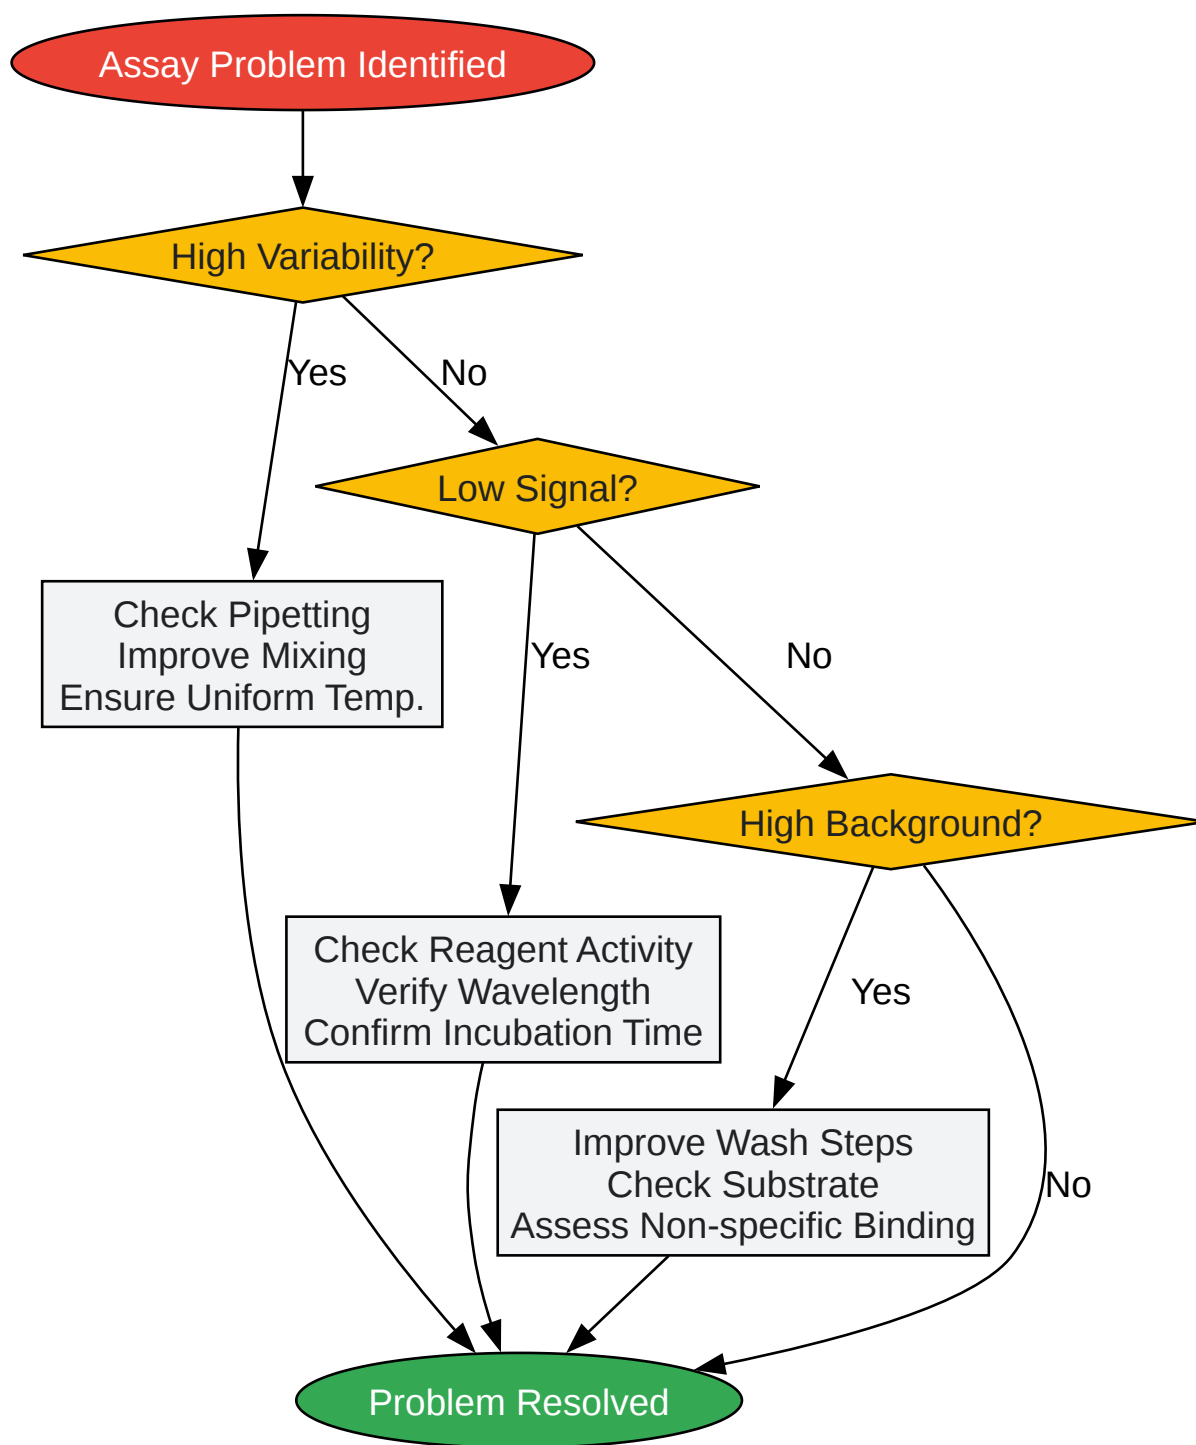 Assay Problem Identified
High Variability?
Yes
No
Low Signal?
Check Pipetting
Improve Mixing
Ensure Uniform Temp.
Yes
No
High Background?
Check Reagent Activity
Verify Wavelength
Confirm Incubation Time
Yes
Improve Wash Steps
Check Substrate
Assess Non-specific Binding
No
Problem Resolved